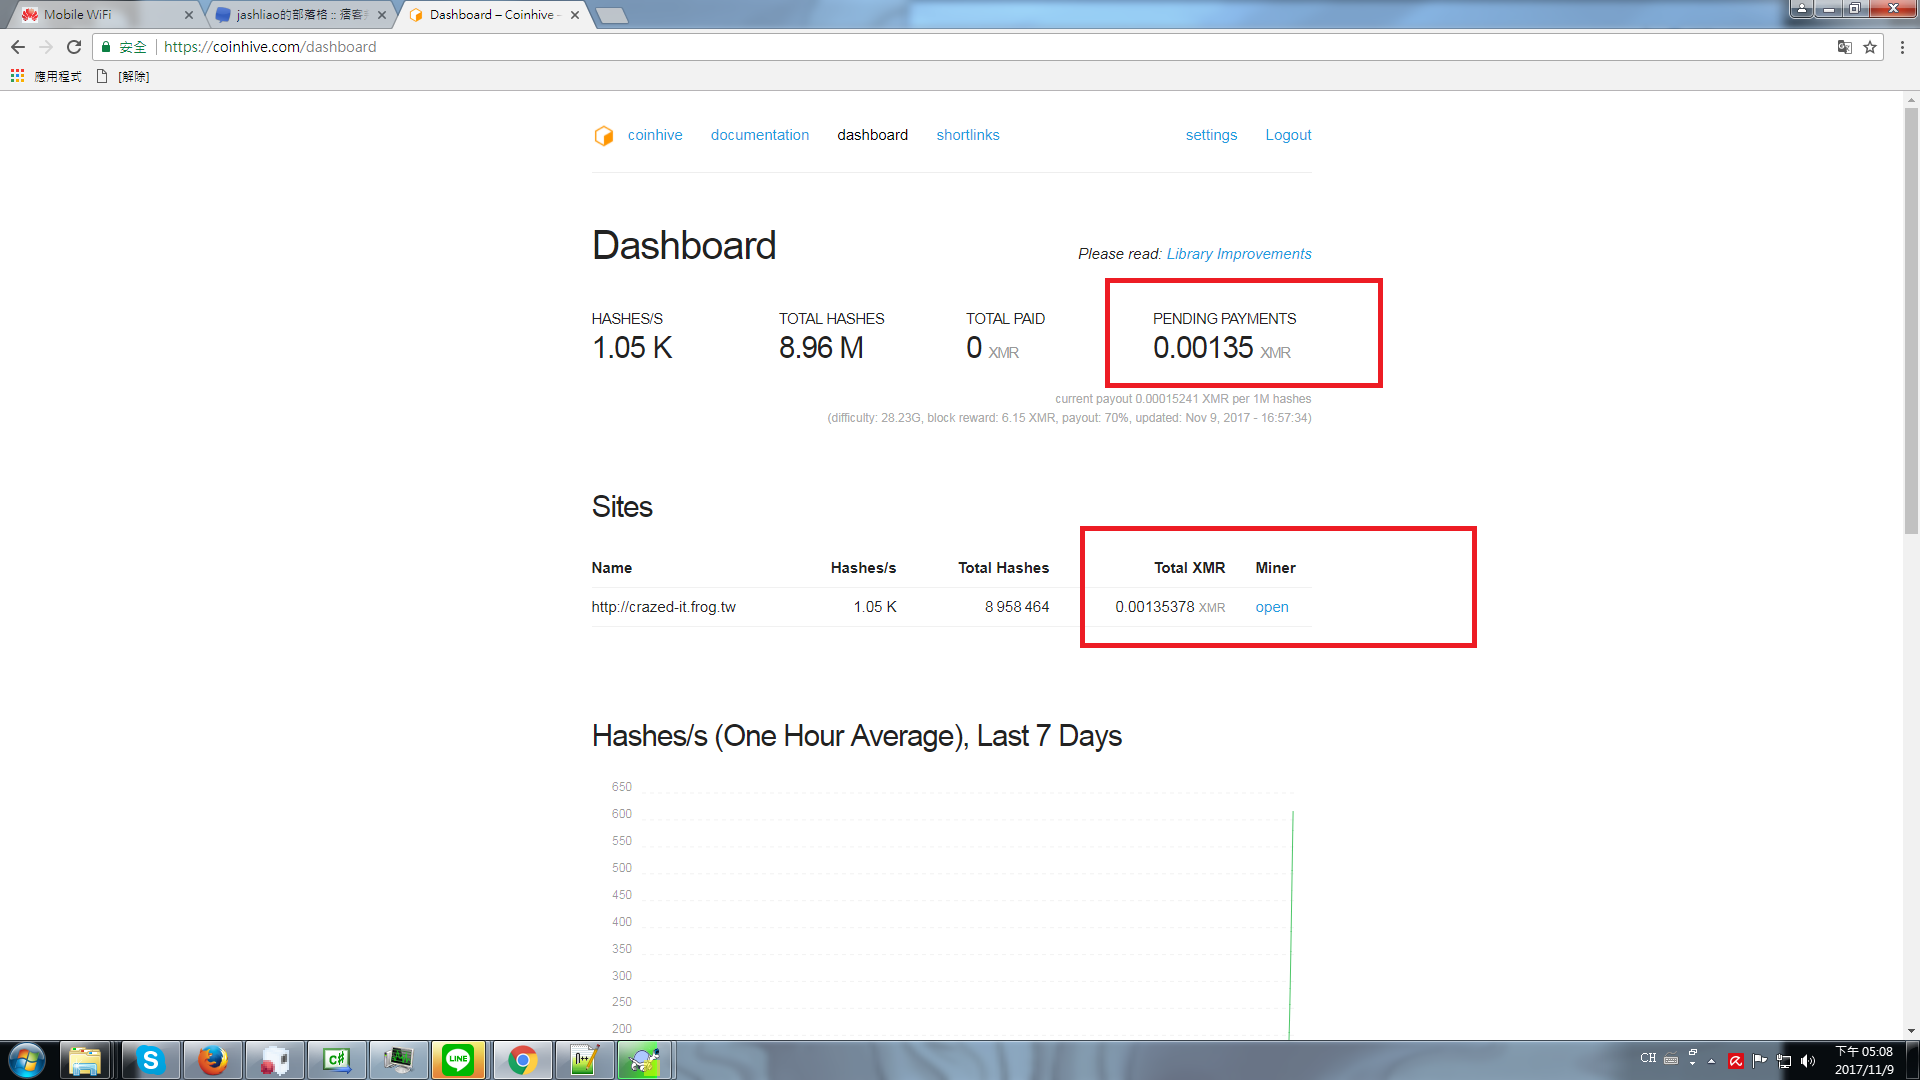 Mobile WiFi
jashliao的部落格 :: 痞客
Dashboard – Coinhive -
安全 https://coinhive.com/dashboard
應用程式 [解除]
coinhive documentation dashboard shortlinks settings Logout
Dashboard
Please read: Library Improvements
HASHES/S TOTAL HASHES TOTAL PAID PENDING PAYMENTS
1.05 K 8.96 M 0 XMR 0.00135 XMR
current payout 0.00015241 XMR per 1M hashes
(difficulty: 28.23G, block reward: 6.15 XMR, payout: 70%, updated: Nov 9, 2017 - 16:57:34)
Sites
Name Hashes/s Total Hashes Total XMR Miner
http://crazed-it.frog.tw 1.05 K 8 958 464 0.00135378 XMR open
Hashes/s (One Hour Average), Last 7 Days
650
600
550
500
450
400
350
300
250
200
LINE
CH
下午 05:08
2017/11/9